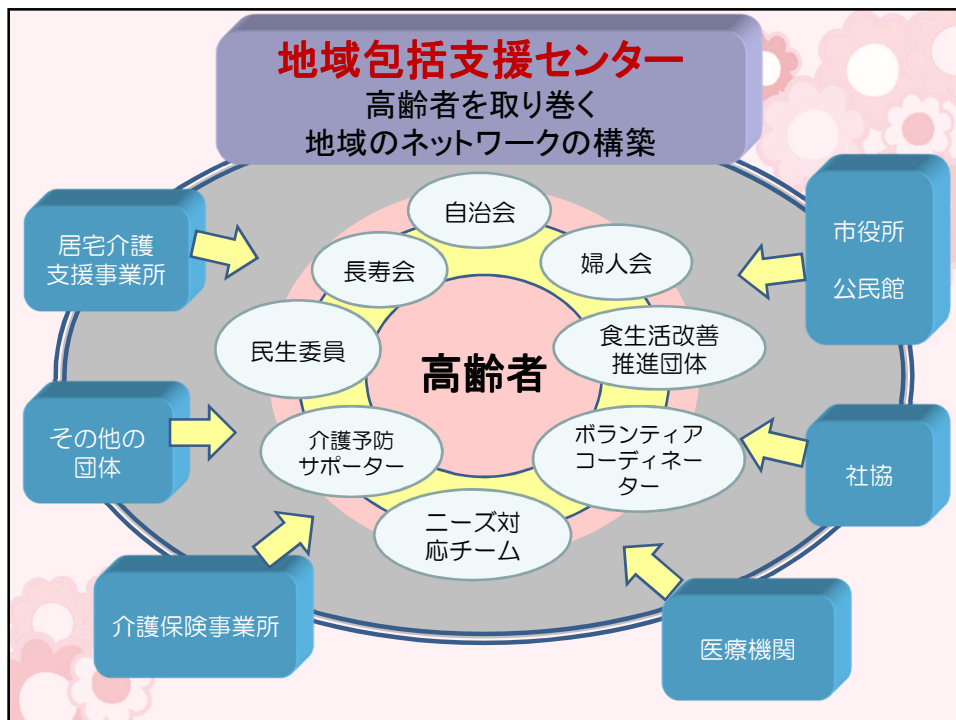 地域包括支援センター
高齢者を取り巻く
地域のネットワークの構築
自治会
長寿会
婦人会
民生委員
食生活改善
推進団体
高齢者
介護予防
サポーター
ボランティア
コーディネー
ター
ニーズ対
応チーム
居宅介護
支援事業所
市役所
公民館
その他の
団体
社協
介護保険事業所
医療機関